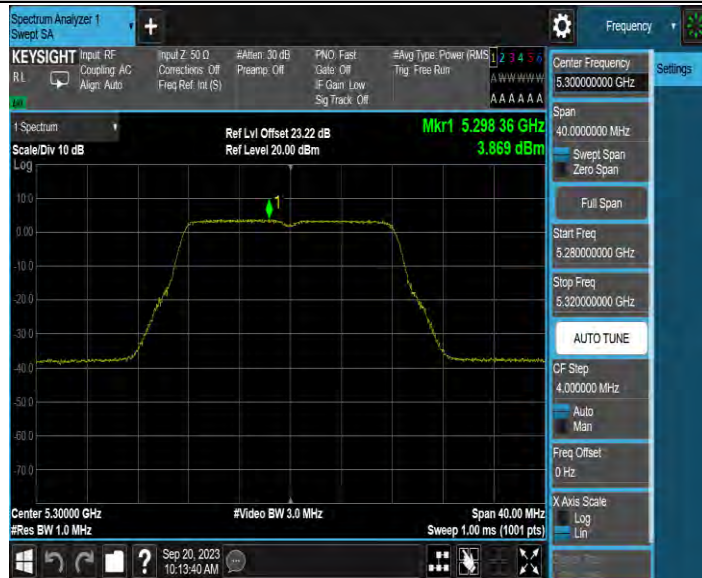 Spectrum Analyzer 1
Swept SA
+
Frequency
KEYSIGHT
RL
Input: RF
Coupling: AC
Align: Auto
Input Z: 50 Ω
Corrections: Off
Freq Ref: Int (S)
#Atten: 30 dB
Preamp: Off
PNO: Fast
Gate: Off
IF Gain: Low
Sig Track: Off
#Avg Type: Power (RMS
Trig: Free Run
1 2 3 4 5 6
A W W W W W
A A A A A A
1 Spectrum
Scale/Div 10 dB
Log
Ref Lvl Offset 23.22 dB
Ref Level 20.00 dBm
Mkr1 5.298 36 GHz
3.869 dBm
1
10.0
0.00
-10.0
-20.0
-30.0
-40.0
-50.0
-60.0
-70.0
Center 5.30000 GHz
#Res BW 1.0 MHz
#Video BW 3.0 MHz
Span 40.00 MHz
Sweep 1.00 ms (1001 pts)
?
Sep 20, 2023
10:13:40 AM
Center Frequency
5.300000000 GHz
Settings
Span
40.0000000 MHz
Swept Span
Zero Span
Full Span
Start Freq
5.280000000 GHz
Stop Freq
5.320000000 GHz
AUTO TUNE
CF Step
4.000000 MHz
Auto
Man
Freq Offset
0 Hz
X Axis Scale
Log
Lin